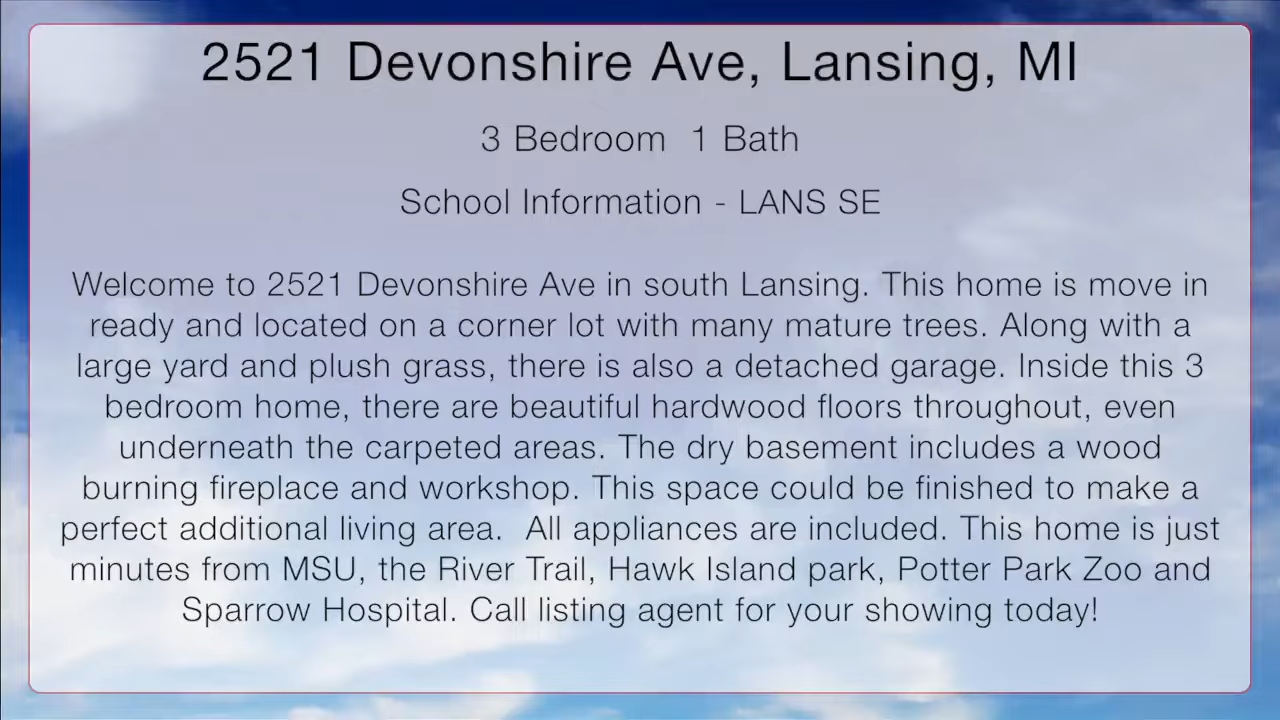 2521 Devonshire Ave, Lansing, MI
3 Bedroom  1 Bath
School Information - LANS SE
Welcome to 2521 Devonshire Ave in south Lansing. This home is move in
ready and located on a corner lot with many mature trees. Along with a
large yard and plush grass, there is also a detached garage. Inside this 3
bedroom home, there are beautiful hardwood floors throughout, even
underneath the carpeted areas. The dry basement includes a wood
burning fireplace and workshop. This space could be finished to make a
perfect additional living area.  All appliances are included. This home is just
minutes from MSU, the River Trail, Hawk Island park, Potter Park Zoo and
Sparrow Hospital. Call listing agent for your showing today!